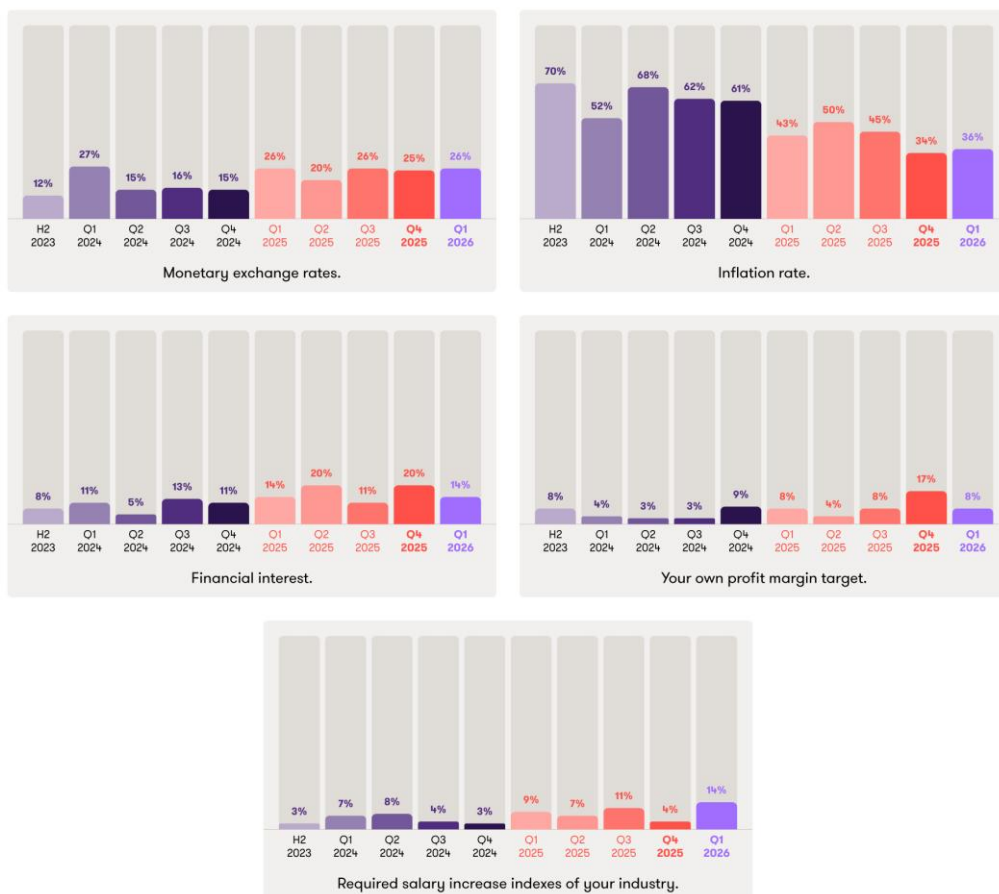 12%
27%
15%
16%
15%
26%
20%
26%
25%
26%
H2 2023
Q1 2024
Q2 2024
Q3 2024
Q4 2024
Q1 2025
Q2 2025
Q3 2025
Q4 2025
Q1 2026
Monetary exchange rates.
70%
52%
68%
62%
61%
43%
50%
45%
34%
36%
H2 2023
Q1 2024
Q2 2024
Q3 2024
Q4 2024
Q1 2025
Q2 2025
Q3 2025
Q4 2025
Q1 2026
Inflation rate.
8%
11%
5%
13%
11%
14%
20%
11%
20%
14%
H2 2023
Q1 2024
Q2 2024
Q3 2024
Q4 2024
Q1 2025
Q2 2025
Q3 2025
Q4 2025
Q1 2026
Financial interest.
8%
4%
3%
3%
9%
8%
4%
8%
17%
8%
H2 2023
Q1 2024
Q2 2024
Q3 2024
Q4 2024
Q1 2025
Q2 2025
Q3 2025
Q4 2025
Q1 2026
Your own profit margin target.
3%
7%
8%
4%
3%
9%
7%
11%
4%
14%
H2 2023
Q1 2024
Q2 2024
Q3 2024
Q4 2024
Q1 2025
Q2 2025
Q3 2025
Q4 2025
Q1 2026
Required salary increase indexes of your industry.